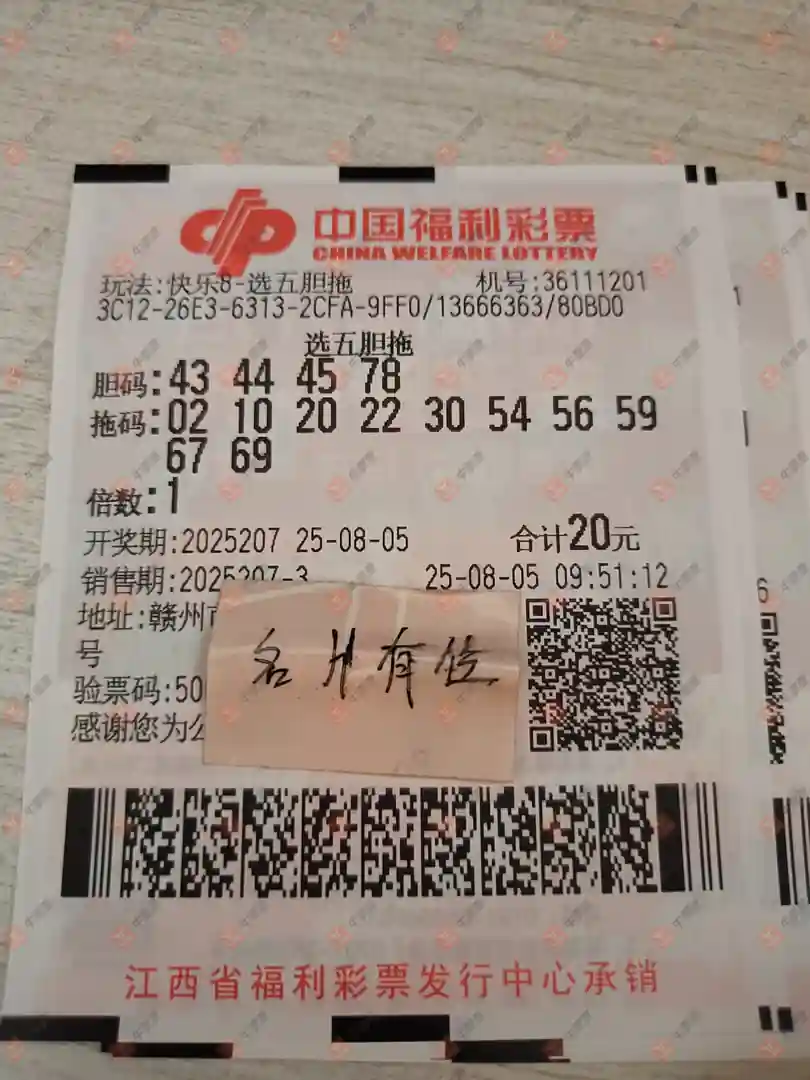 中国福利彩票
CHINA WELFARE LOTTERY
玩法:快乐8-选五胆拖 机号:36111201
3C12-26E3-6313-2CFA-9FF0/13666363/80BD0
选五胆拖
胆码:43 44 45 78
拖码:02 10 20 22 30 54 56 59
67 69
倍数:1
开奖期:2025207 25-08-05 合计20元
销售期:2025207-3 25-08-05 09:51:12
地址:赣州市
号
验票码:50
感谢您为公
名片有位
江西省福利彩票发行中心承销
1
6